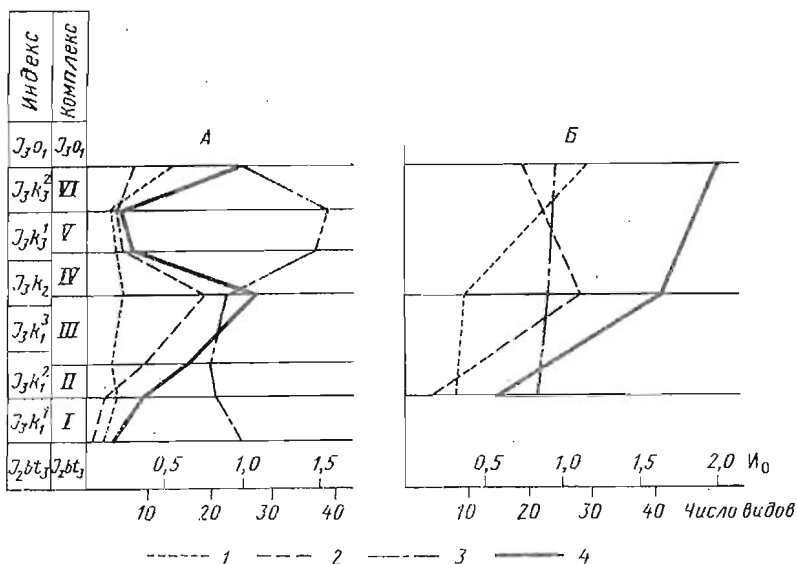 Индекс
Комплекс
А
Б
J₃o₁ J₃o₁
J₃k₃² VI
J₃k₃¹ V
J₃k₂ IV
J₃k₁³ III
J₃k₁² II
J₃k₁¹ I
J₂bt₃ J₂bt₃
0,5 1,0 1,5
0,5 1,0 1,5 2,0 И₀
10 20 30 40
10 20 30 40 Число видов
1 2 3 4